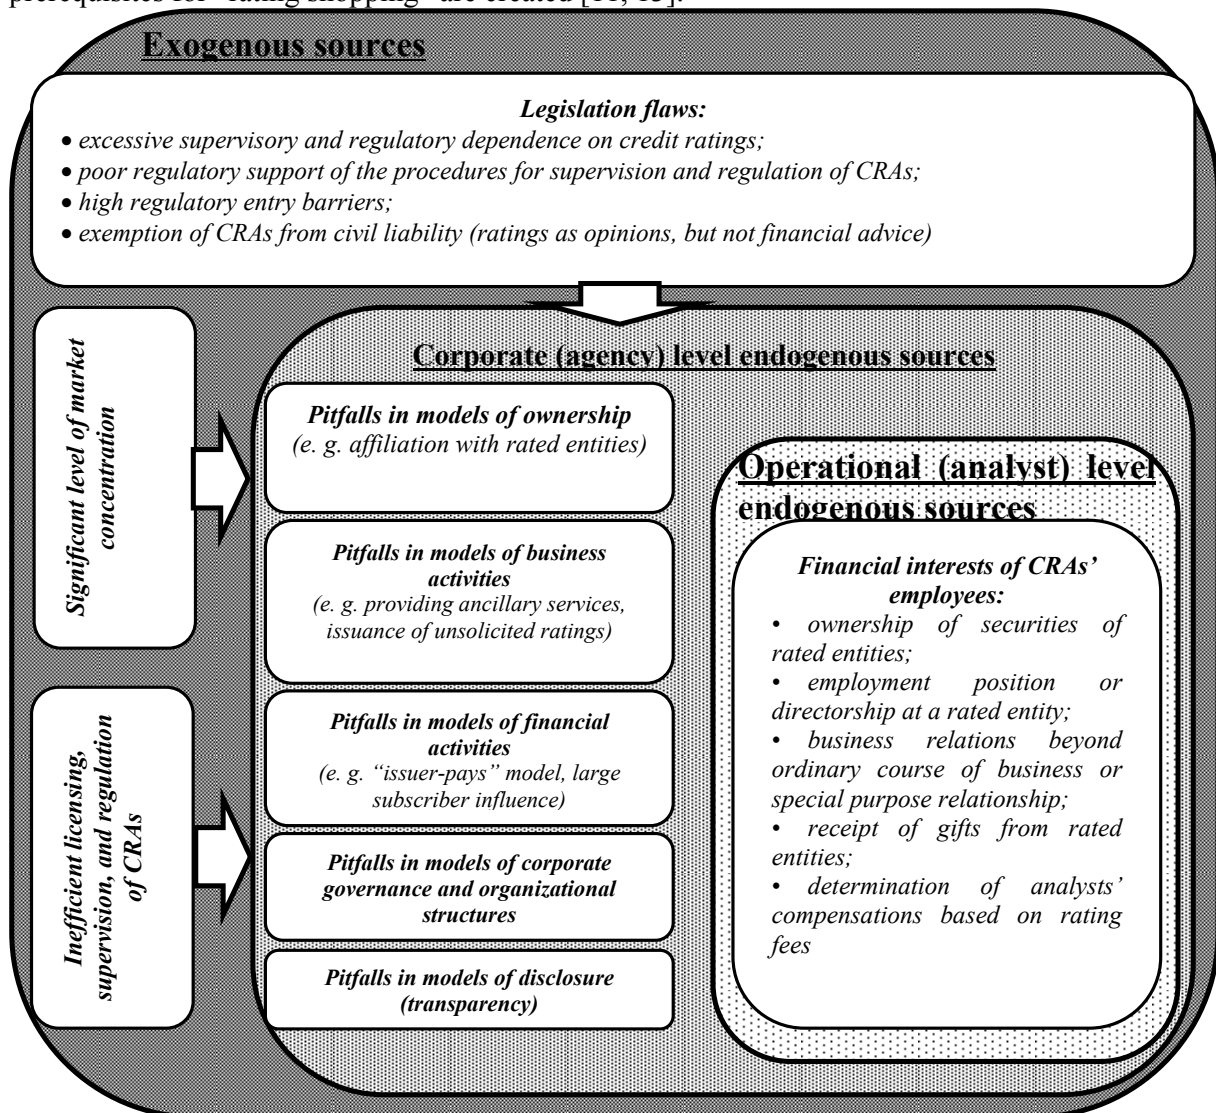 prerequisites for "rating shopping" are created [11, 13].
Exogenous sources
Legislation flaws:
• excessive supervisory and regulatory dependence on credit ratings;
• poor regulatory support of the procedures for supervision and regulation of CRAs;
• high regulatory entry barriers;
• exemption of CRAs from civil liability (ratings as opinions, but not financial advice)
Significant level of market
concentration
Inefficient licensing,
supervision, and regulation
of CRAs
Corporate (agency) level endogenous sources
Pitfalls in models of ownership
(e. g. affiliation with rated entities)
Pitfalls in models of business
activities
(e. g. providing ancillary services,
issuance of unsolicited ratings)
Pitfalls in models of financial
activities
(e. g. “issuer-pays” model, large
subscriber influence)
Pitfalls in models of corporate
governance and organizational
structures
Pitfalls in models of disclosure
(transparency)
Operational (analyst) level
endogenous sources
Financial interests of CRAs’
employees:
• ownership of securities of
rated entities;
• employment position or
directorship at a rated entity;
• business relations beyond
ordinary course of business or
special purpose relationship;
• receipt of gifts from rated
entities;
• determination of analysts’
compensations based on rating
fees